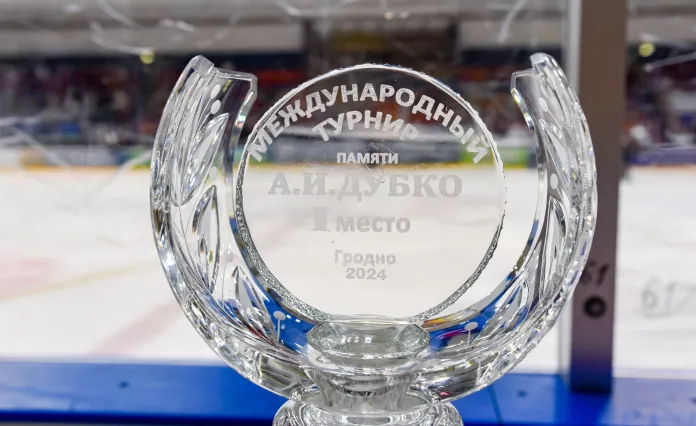 МЕЖДУНАРОДНЫЙ
ТУРНИР
ПАМЯТИ
А.И.ДУБКО
I место
Гродно
2024